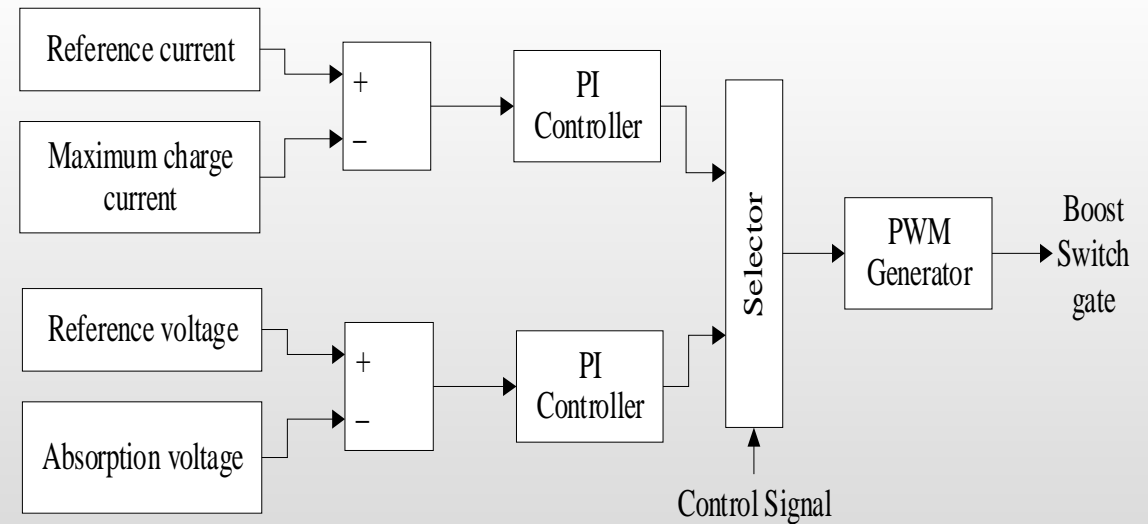 Reference current
+
−
Maximum charge
current
PI
Controller
Reference voltage
+
−
Absorption voltage
PI
Controller
Selector
Control Signal
PWM
Generator
Boost
Switch
gate